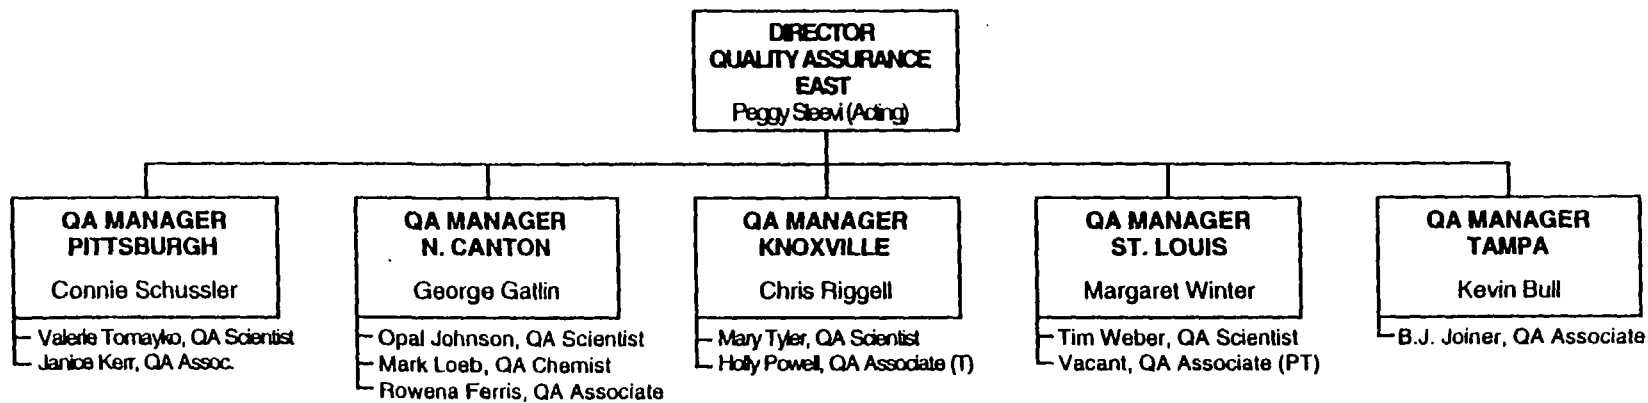 DIRECTOR
QUALITY ASSURANCE
EAST
Peggy Sleevi (Acting)
QA MANAGER
PITTSBURGH
Connie Schussler
Valerie Tomayko, QA Scientist
Janice Kerr, QA Assoc.
QA MANAGER
N. CANTON
George Gatlin
Opal Johnson, QA Scientist
Mark Loeb, QA Chemist
Rowena Ferris, QA Associate
QA MANAGER
KNOXVILLE
Chris Riggell
Mary Tyler, QA Scientist
Holly Powell, QA Associate (T)
QA MANAGER
ST. LOUIS
Margaret Winter
Tim Weber, QA Scientist
Vacant, QA Associate (PT)
QA MANAGER
TAMPA
Kevin Bull
B.J. Joiner, QA Associate